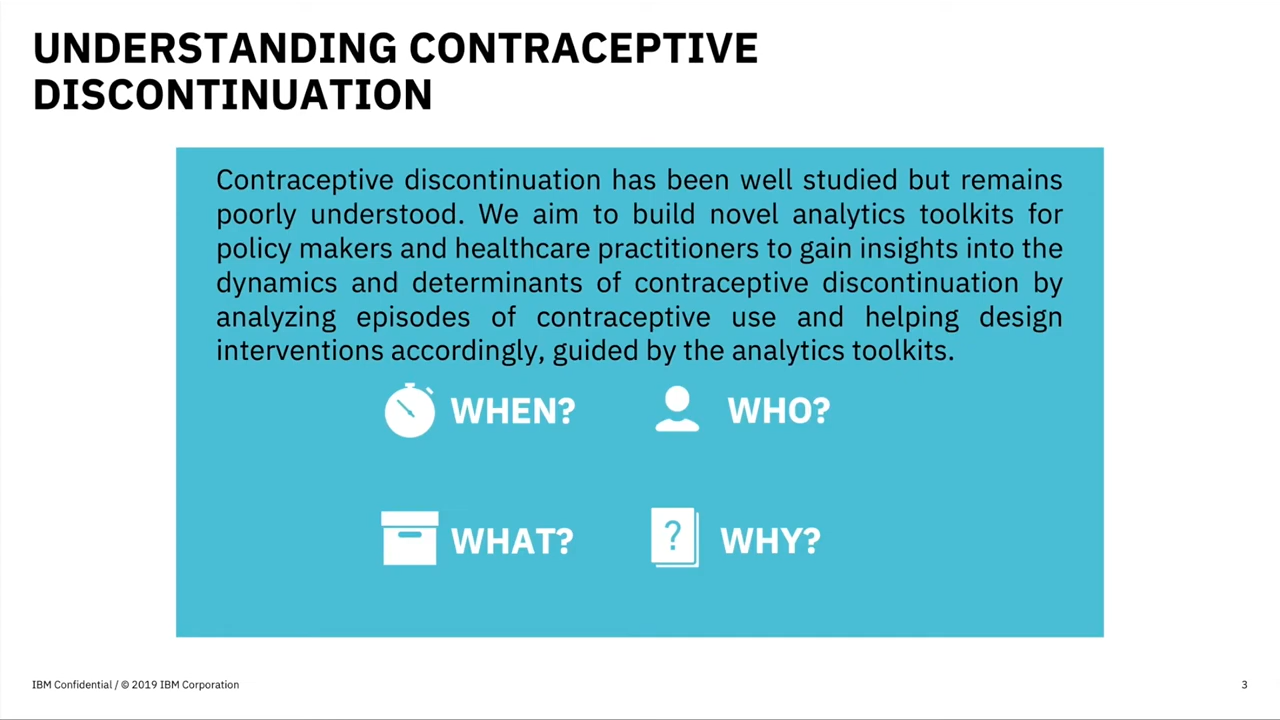 UNDERSTANDING CONTRACEPTIVE
DISCONTINUATION
Contraceptive discontinuation has been well studied but remains
poorly understood. We aim to build novel analytics toolkits for
policy makers and healthcare practitioners to gain insights into the
dynamics and determinants of contraceptive discontinuation by
analyzing episodes of contraceptive use and helping design
interventions accordingly, guided by the analytics toolkits.
WHEN? WHO?
WHAT? ? WHY?
IBM Confidential / © 2019 IBM Corporation 3